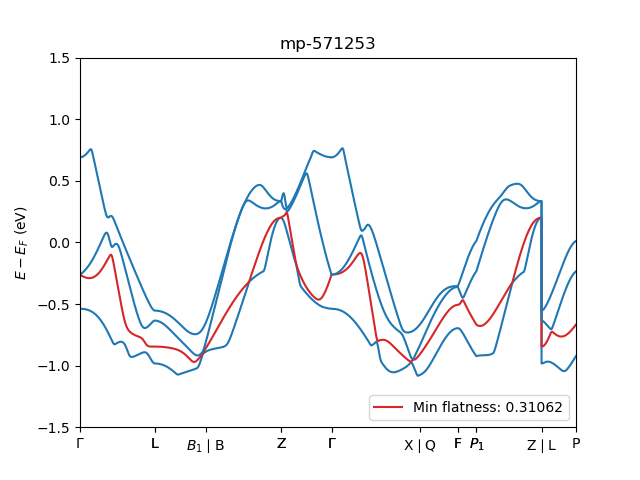 mp-571253
1.5
1.0
0.5
0.0
−0.5
−1.0
−1.5
E − E_F (eV)
Min flatness: 0.31062
Γ L B₁ | B Z Γ X | Q F P₁ Z | L P